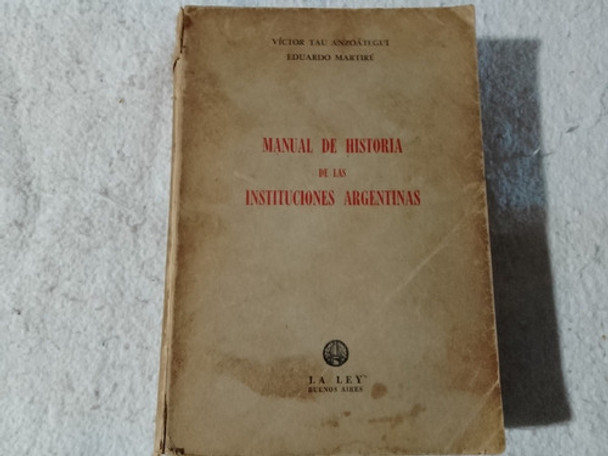 VÍCTOR TAU ANZOÁTEGUI
EDUARDO MARTIRÉ
MANUAL DE HISTORIA
DE LAS
INSTITUCIONES ARGENTINAS
LA LEY
BUENOS AIRES